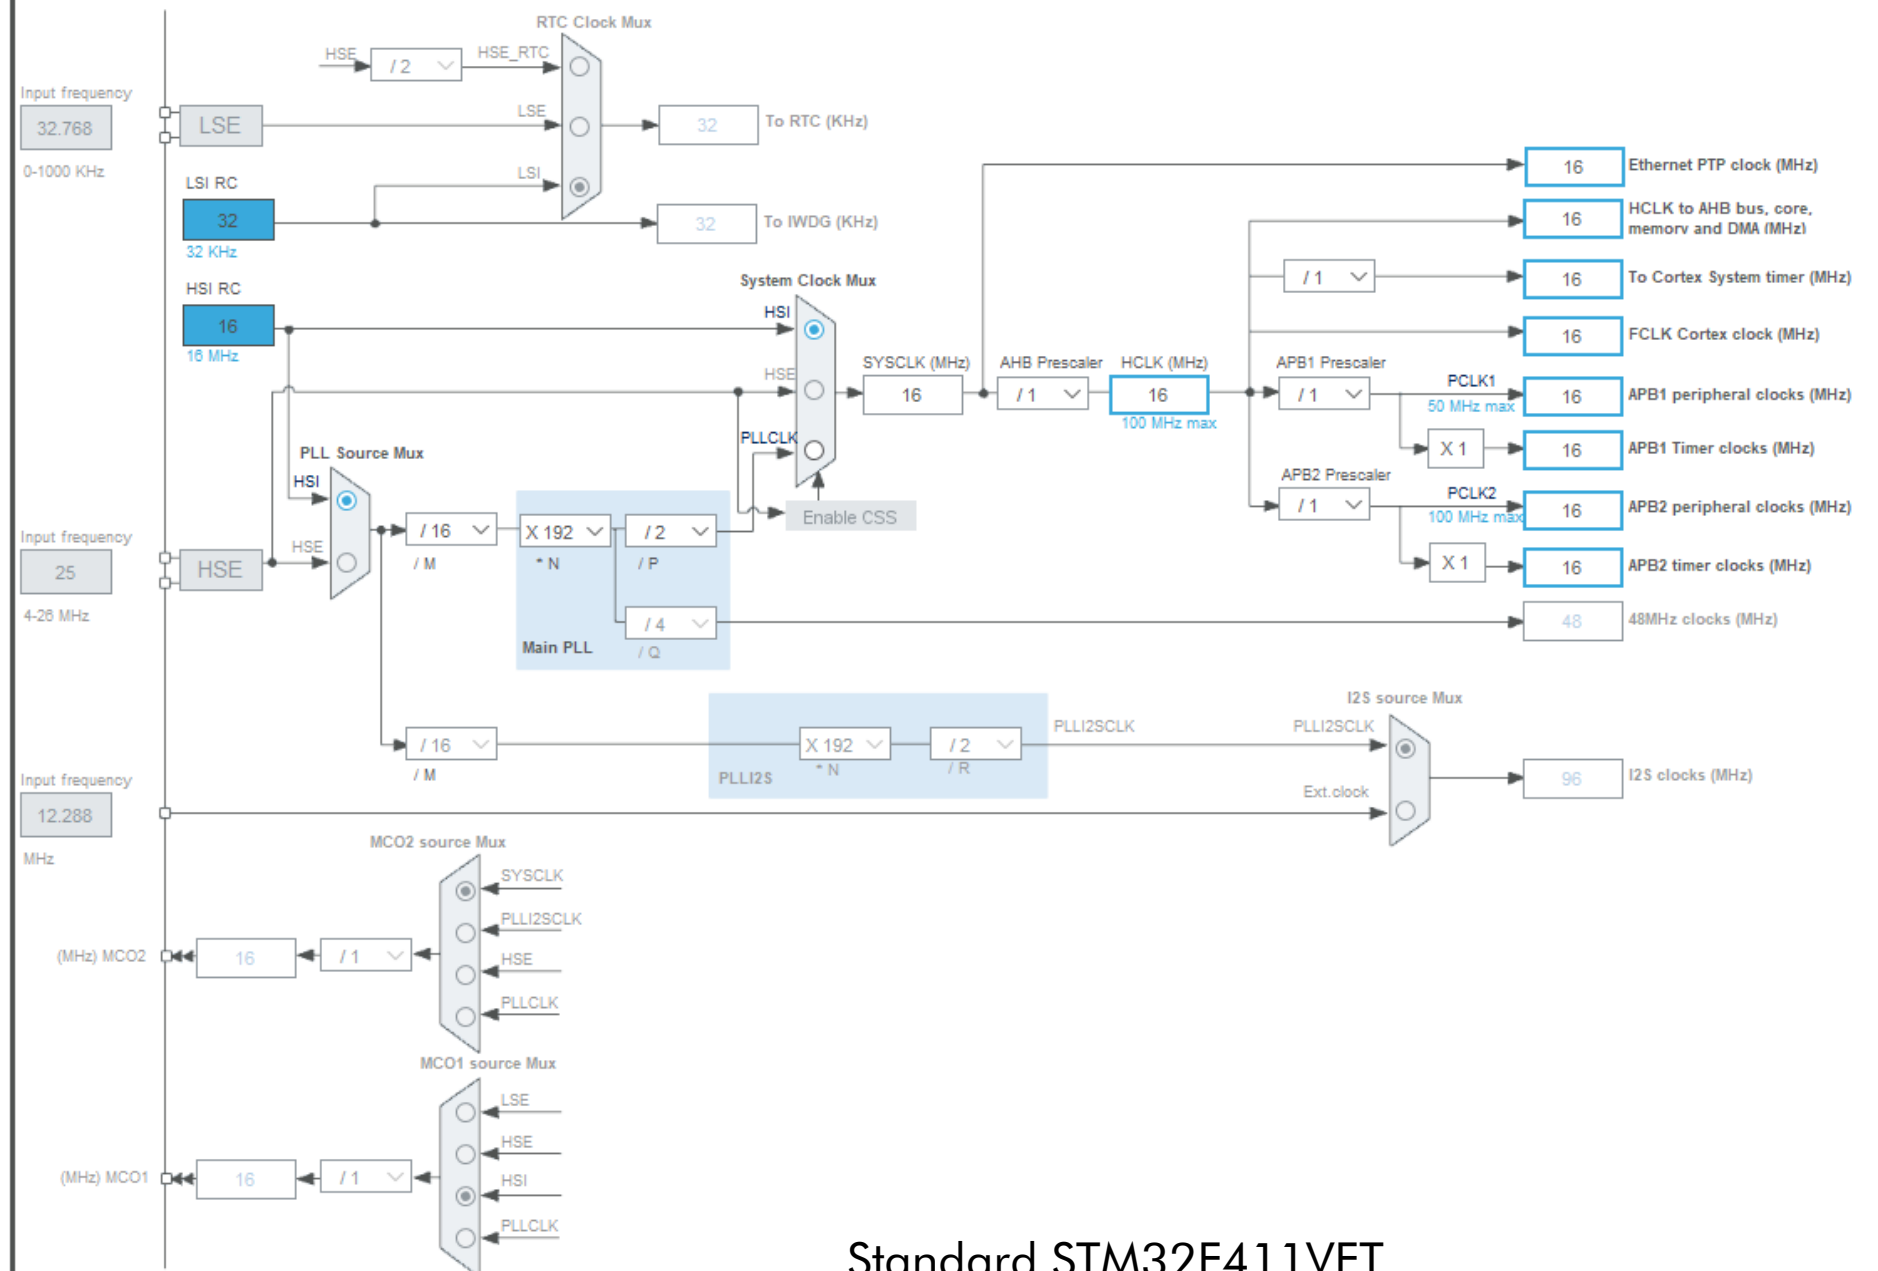 RTC Clock Mux
HSE
/ 2
HSE_RTC
Input frequency
32.768
0-1000 KHz
LSE
LSE
32
To RTC (KHz)
LSI
LSI RC
32
32 KHz
32
To IWDG (KHz)
16
Ethernet PTP clock (MHz)
16
HCLK to AHB bus, core,
memory and DMA (MHz)
/ 1
16
To Cortex System timer (MHz)
16
FCLK Cortex clock (MHz)
HSI RC
16
16 MHz
System Clock Mux
HSI
HSE
PLLCLK
SYSCLK (MHz)
16
AHB Prescaler
/ 1
HCLK (MHz)
16
100 MHz max
APB1 Prescaler
/ 1
PCLK1
50 MHz max
16
APB1 peripheral clocks (MHz)
X 1
16
APB1 Timer clocks (MHz)
APB2 Prescaler
/ 1
PCLK2
100 MHz max
16
APB2 peripheral clocks (MHz)
X 1
16
APB2 timer clocks (MHz)
Enable CSS
PLL Source Mux
HSI
HSE
Input frequency
25
4-26 MHz
HSE
/ 16
/ M
X 192
* N
/ 2
/ P
/ 4
/ Q
Main PLL
48
48MHz clocks (MHz)
/ 16
/ M
X 192
* N
/ 2
/ R
PLLI2S
PLLI2SCLK
I2S source Mux
PLLI2SCLK
Ext.clock
96
I2S clocks (MHz)
Input frequency
12.288
MHz
MCO2 source Mux
SYSCLK
PLLI2SCLK
HSE
PLLCLK
(MHz) MCO2
16
/ 1
MCO1 source Mux
LSE
HSE
HSI
PLLCLK
(MHz) MCO1
16
/ 1
Standard STM32F411VET